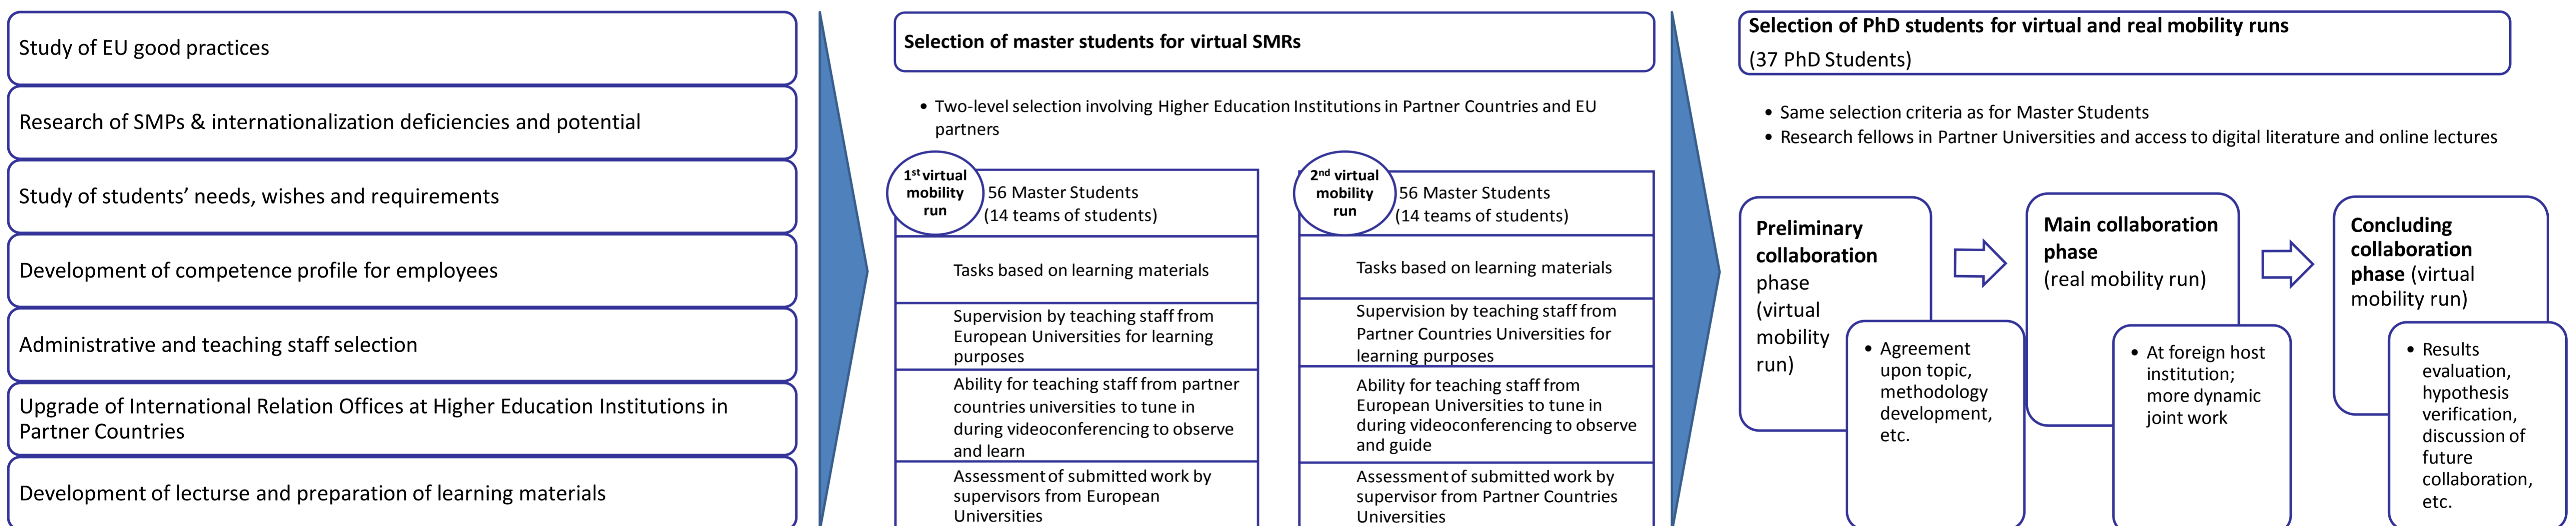 Study of EU good practices
Research of SMPs & internationalization deficiencies and potential
Study of students’ needs, wishes and requirements
Development of competence profile for employees
Administrative and teaching staff selection
Upgrade of International Relation Offices at Higher Education Institutions in
Partner Countries
Development of lecturse and preparation of learning materials
Selection of master students for virtual SMRs
• Two-level selection involving Higher Education Institutions in Partner Countries and EU
partners
1st virtual
mobility
run
56 Master Students
(14 teams of students)
Tasks based on learning materials
Supervision by teaching staff from
European Universities for learning
purposes
Ability for teaching staff from partner
countries universities to tune in
during videoconferencing to observe
and learn
Assessment of submitted work by
supervisors from European
Universities
2nd virtual
mobility
run
56 Master Students
(14 teams of students)
Tasks based on learning materials
Supervision by teaching staff from
Partner Countries Universities for
learning purposes
Ability for teaching staff from
European Universities to tune in
during videoconferencing to observe
and guide
Assessment of submitted work by
supervisor from Partner Countries
Universities
Selection of PhD students for virtual and real mobility runs
(37 PhD Students)
• Same selection criteria as for Master Students
• Research fellows in Partner Universities and access to digital literature and online lectures
Preliminary
collaboration
phase
(virtual
mobility
run)
• Agreement
upon topic,
methodology
development,
etc.
Main collaboration
phase
(real mobility run)
• At foreign host
institution;
more dynamic
joint work
Concluding
collaboration
phase (virtual
mobility run)
• Results
evaluation,
hypothesis
verification,
discussion of
future
collaboration,
etc.